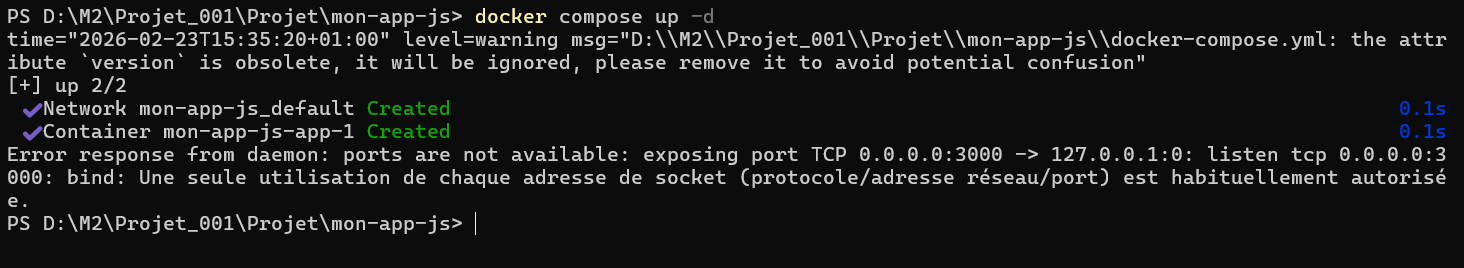 PS D:\M2\Projet_001\Projet\mon-app-js> docker compose up -d
time="2026-02-23T15:35:20+01:00" level=warning msg="D:\\M2\\Projet_001\\Projet\\mon-app-js\\docker-compose.yml: the attr
ibute `version` is obsolete, it will be ignored, please remove it to avoid potential confusion"
[+] up 2/2
✔Network mon-app-js_default Created 0.1s
✔Container mon-app-js-app-1 Created 0.1s
Error response from daemon: ports are not available: exposing port TCP 0.0.0.0:3000 -> 127.0.0.1:0: listen tcp 0.0.0.0:3
000: bind: Une seule utilisation de chaque adresse de socket (protocole/adresse réseau/port) est habituellement autorisé
e.
PS D:\M2\Projet_001\Projet\mon-app-js>